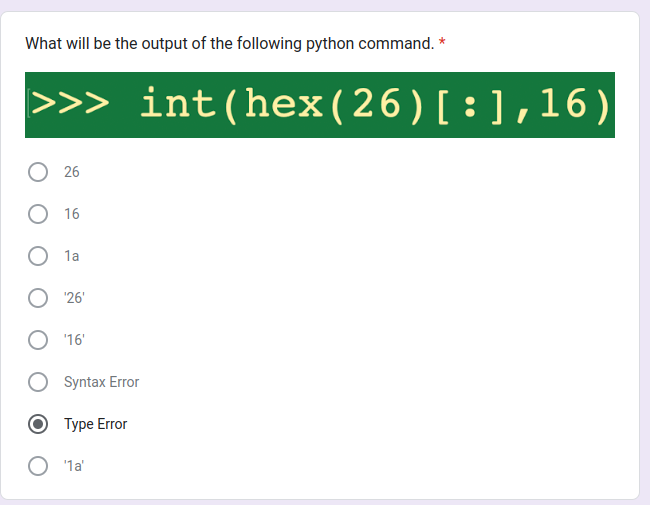 What will be the output of the following python command. *
>>> int(hex(26)[:],16)
26
16
1a
'26'
'16'
Syntax Error
Type Error
'1a'